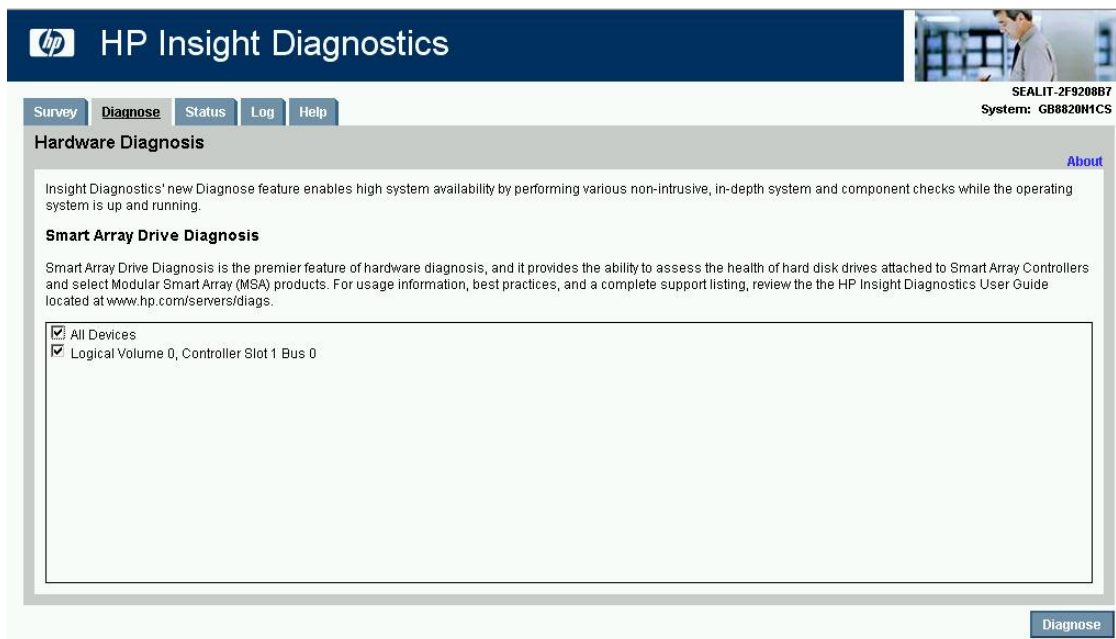 hp HP Insight Diagnostics
SEALIT-2F9208B7
System: GB8820N1CS
Survey Diagnose Status Log Help
Hardware Diagnosis
About
Insight Diagnostics' new Diagnose feature enables high system availability by performing various non-intrusive, in-depth system and component checks while the operating
system is up and running.
Smart Array Drive Diagnosis
Smart Array Drive Diagnosis is the premier feature of hardware diagnosis, and it provides the ability to assess the health of hard disk drives attached to Smart Array Controllers
and select Modular Smart Array (MSA) products. For usage information, best practices, and a complete support listing, review the the HP Insight Diagnostics User Guide
located at www.hp.com/servers/diags.
All Devices
Logical Volume 0, Controller Slot 1 Bus 0
Diagnose